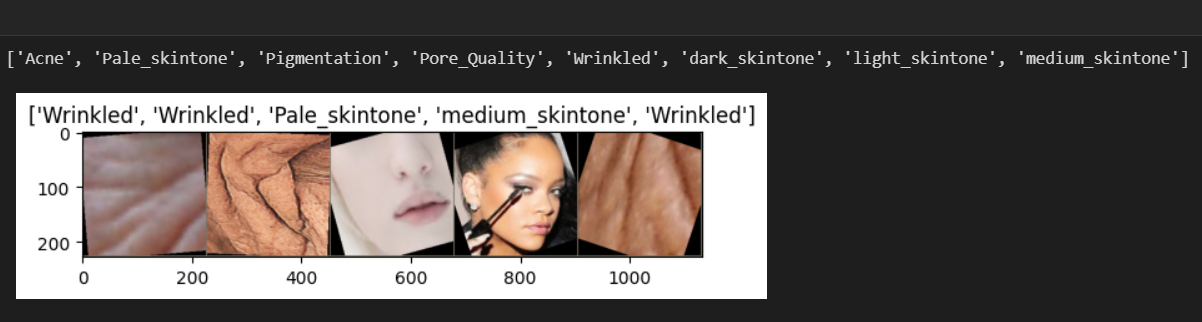 ['Acne', 'Pale_skintone', 'Pigmentation', 'Pore_Quality', 'Wrinkled', 'dark_skintone', 'light_skintone', 'medium_skintone']
['Wrinkled', 'Wrinkled', 'Pale_skintone', 'medium_skintone', 'Wrinkled']
0
100
200
0 200 400 600 800 1000